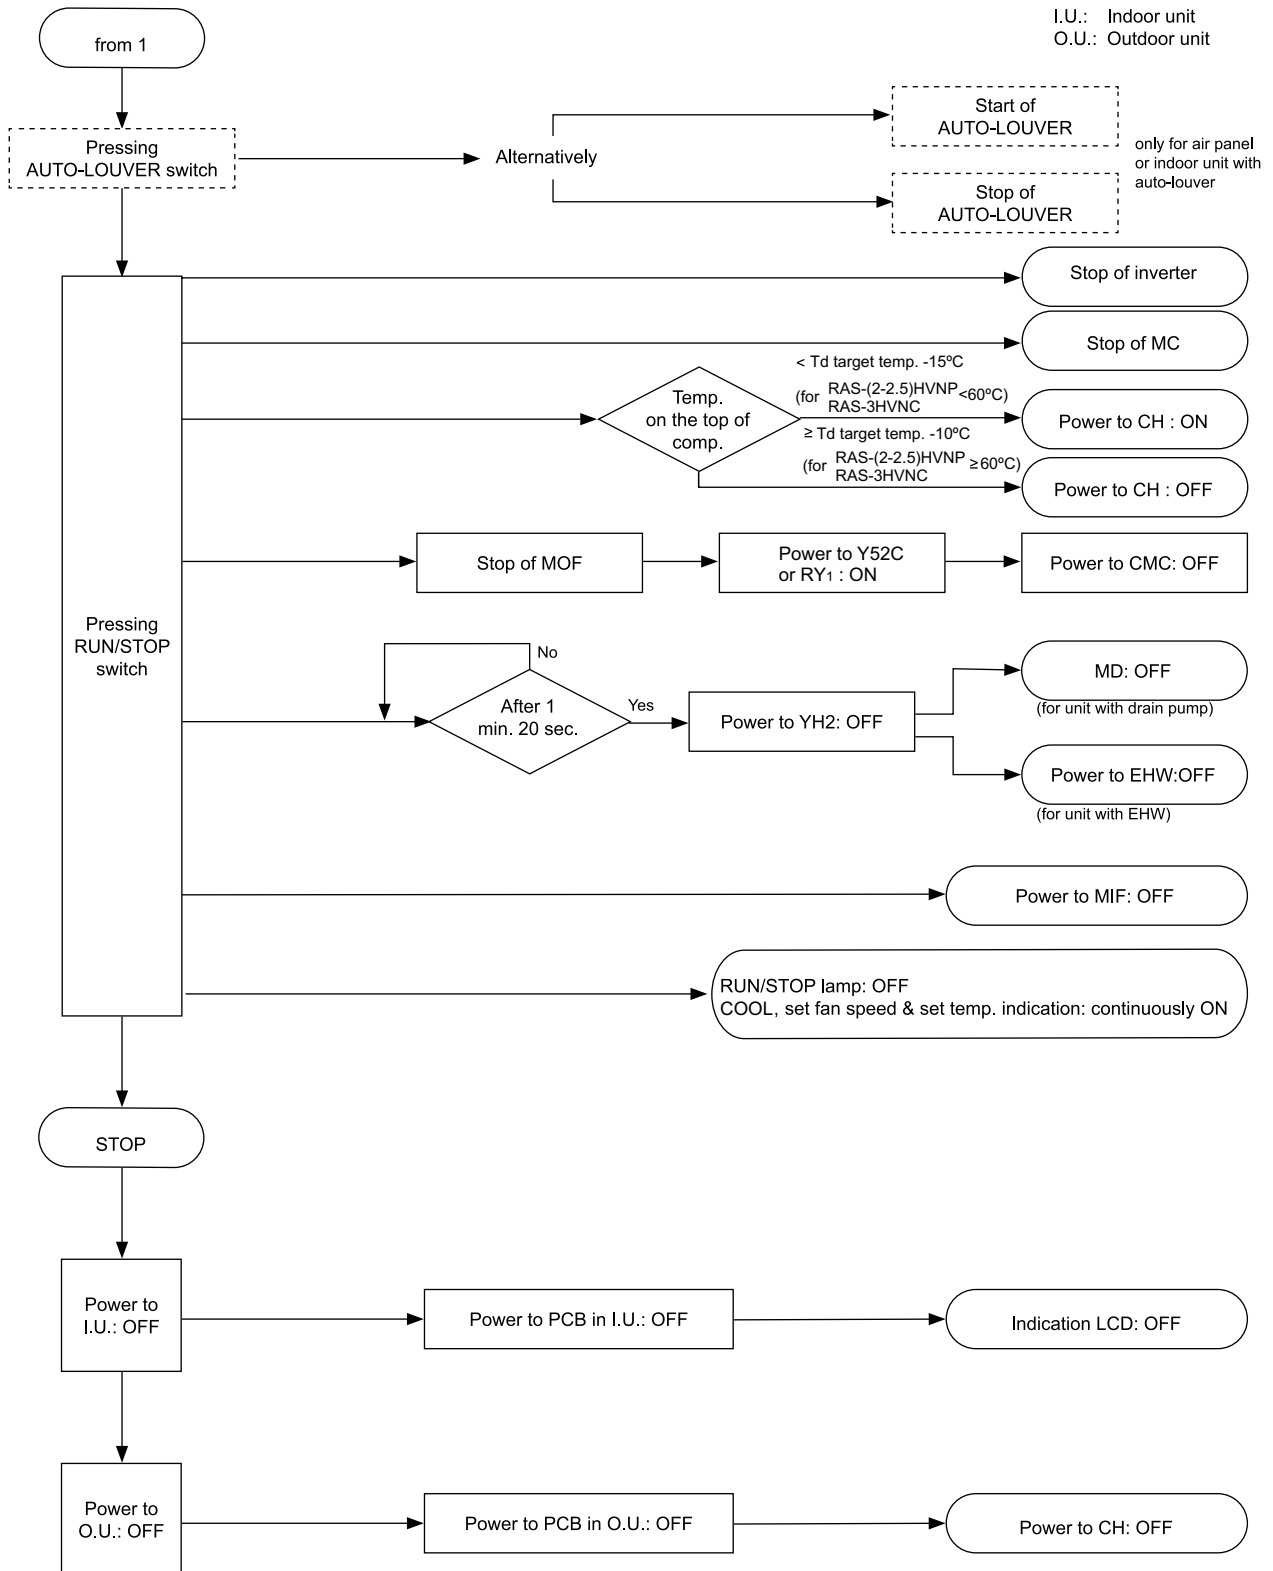 I.U.: Indoor unit
O.U.: Outdoor unit
from 1
Pressing
AUTO-LOUVER switch
Alternatively
Start of
AUTO-LOUVER
Stop of
AUTO-LOUVER
only for air panel
or indoor unit with
auto-louver
Pressing
RUN/STOP
switch
Stop of inverter
Stop of MC
Temp.
on the top of
comp.
< Td target temp. -15ºC
(for RAS-(2-2.5)HVNP <60ºC)
RAS-3HVNC
Power to CH : ON
≥ Td target temp. -10ºC
(for RAS-(2-2.5)HVNP ≥60ºC)
RAS-3HVNC
Power to CH : OFF
Stop of MOF
Power to Y52C
or RY1 : ON
Power to CMC: OFF
No
After 1
min. 20 sec.
Yes
Power to YH2: OFF
MD: OFF
(for unit with drain pump)
Power to EHW:OFF
(for unit with EHW)
Power to MIF: OFF
RUN/STOP lamp: OFF
COOL, set fan speed & set temp. indication: continuously ON
STOP
Power to
I.U.: OFF
Power to PCB in I.U.: OFF
Indication LCD: OFF
Power to
O.U.: OFF
Power to PCB in O.U.: OFF
Power to CH: OFF